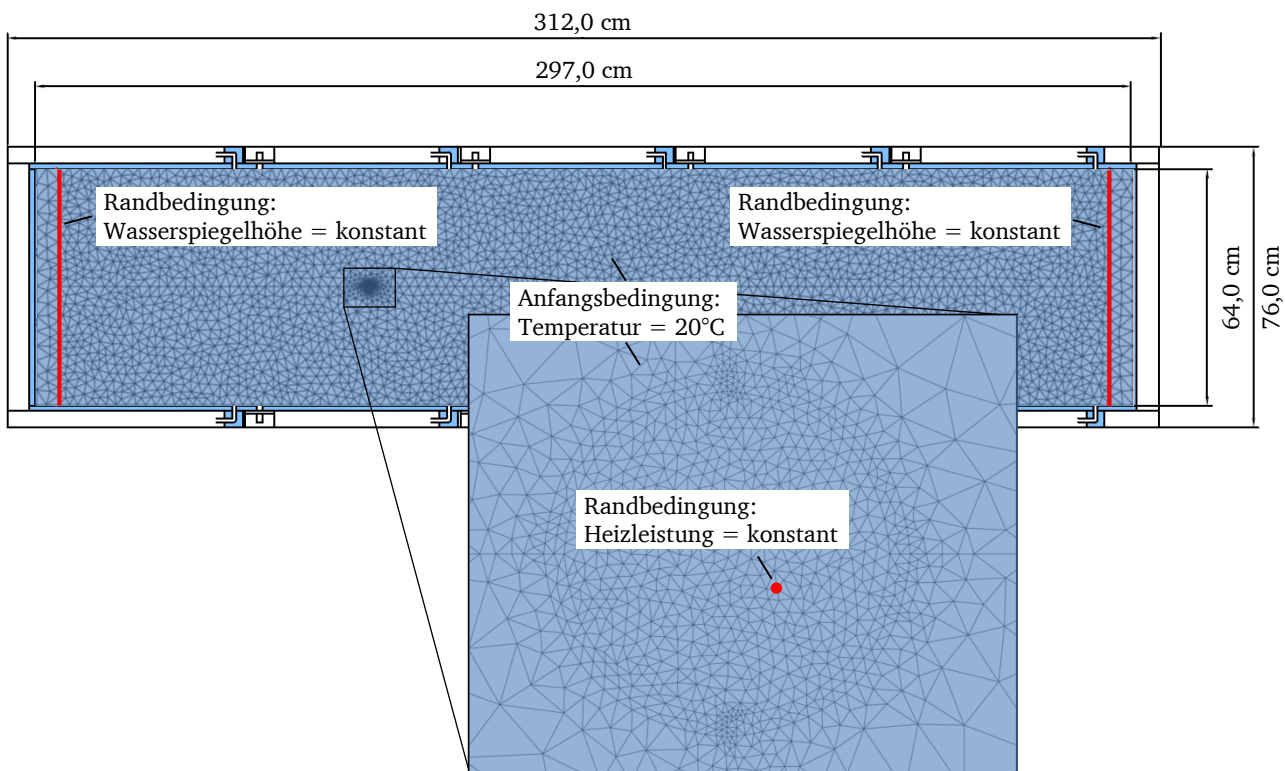 312,0 cm
297,0 cm
Randbedingung:
Wasserspiegelhöhe = konstant
Randbedingung:
Wasserspiegelhöhe = konstant
Anfangsbedingung:
Temperatur = 20°C
64,0 cm
76,0 cm
Randbedingung:
Heizleistung = konstant